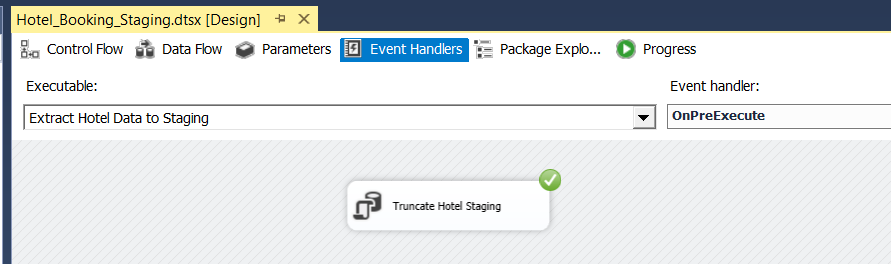 Hotel_Booking_Staging.dtsx [Design]
Control Flow Data Flow Parameters Event Handlers Package Explo... Progress
Executable: Event handler:
Extract Hotel Data to Staging OnPreExecute
Truncate Hotel Staging